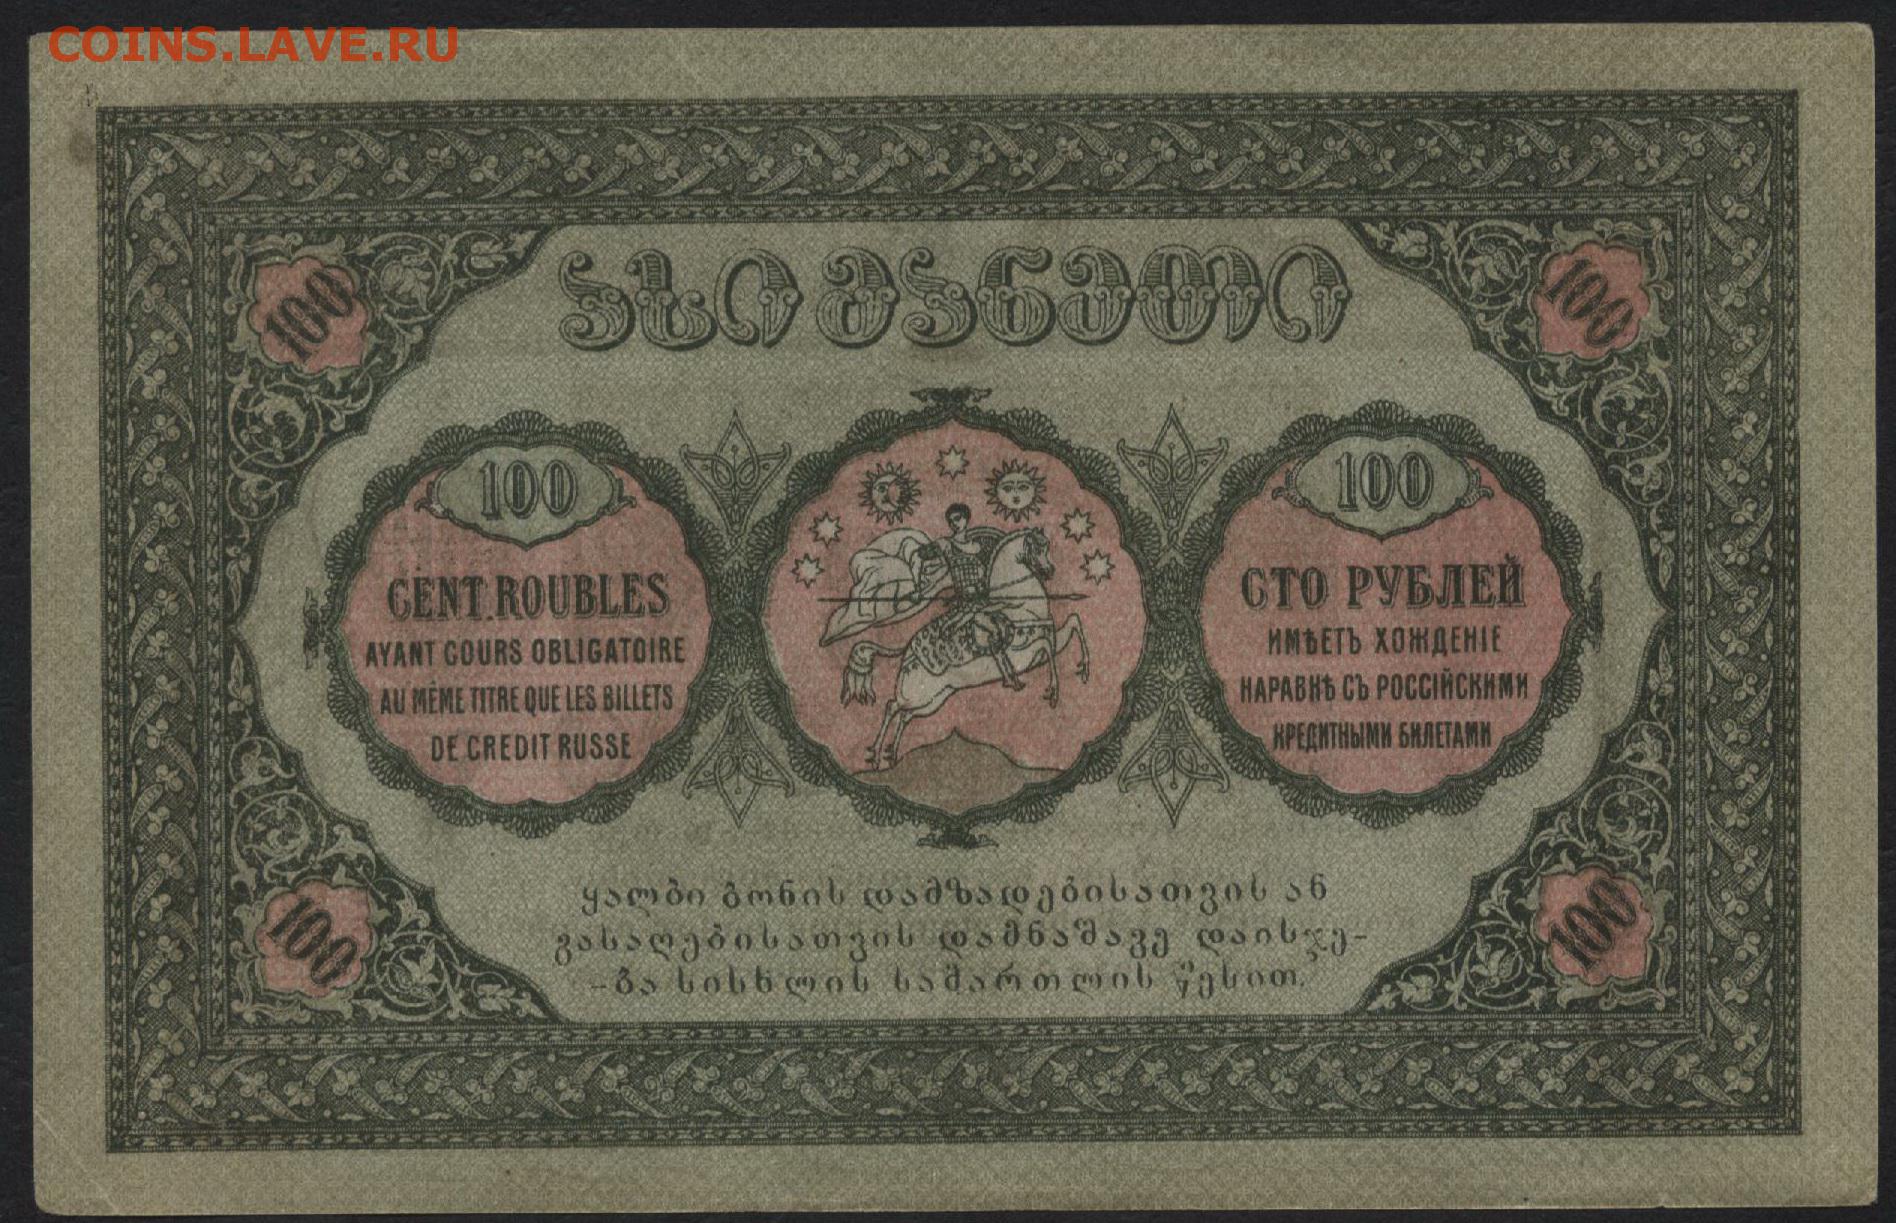 COINS.LAVE.RU
ასი მანეთი
100
100
100
CENT ROUBLES
AYANT COURS OBLIGATOIRE
AU MÊME TITRE QUE LES BILLETS
DE CREDIT RUSSE
100
СТО РУБЛЕЙ
ИМѢЕТЪ ХОЖДЕНІЕ
НАРАВНѢ СЪ РОССІЙСКИМИ
КРЕДИТНЫМИ БИЛЕТАМИ
ყალბი ბონის დამზადებისათვის ან
გასაღებისათვის დამნაშავე დაისჯე-
-ბა სისხლის სამართლის წესით.
100
100